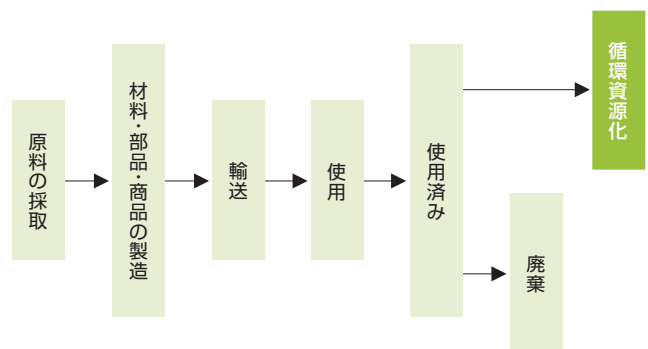 原料の採取
材料・部品・商品の製造
輸送
使用
使用済み
循環資源化
廃棄